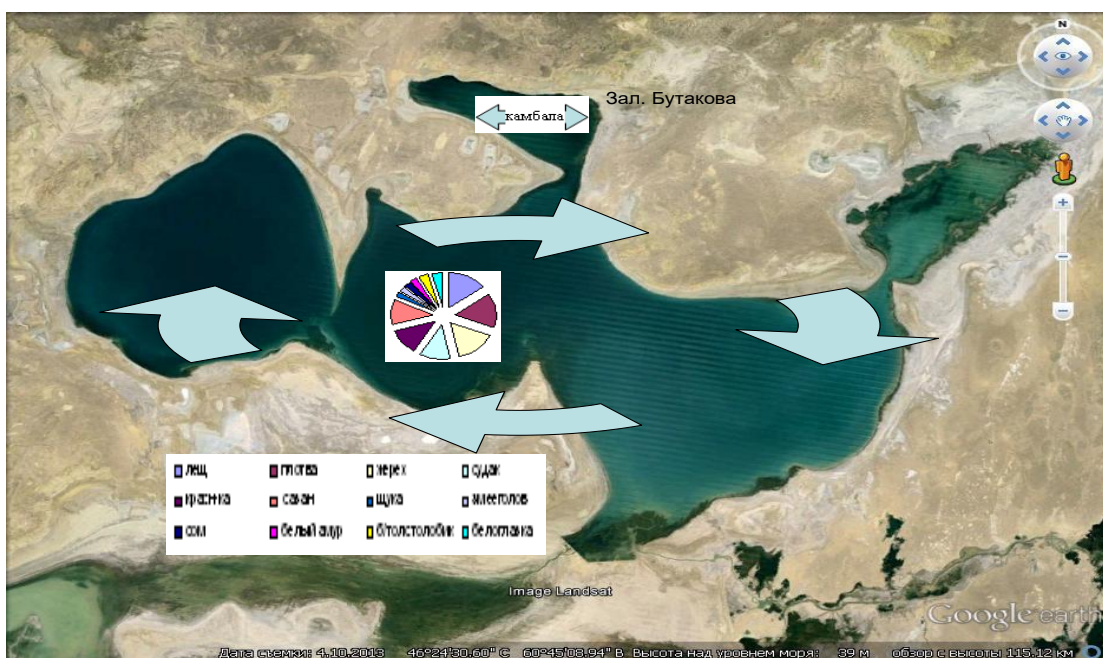 N
Зал. Бутакова
камбала
лещ плотва жерех судак
красн-ка сазан щука змееголов
сом белый амур б/толстолобик белоглазка
Image Landsat
Google earth
Дата съемки: 4.10.2013 46°24'30.60" С 60°45'08.94" В Высота над уровнем моря: 39 м обзор с высоты 115.12 км